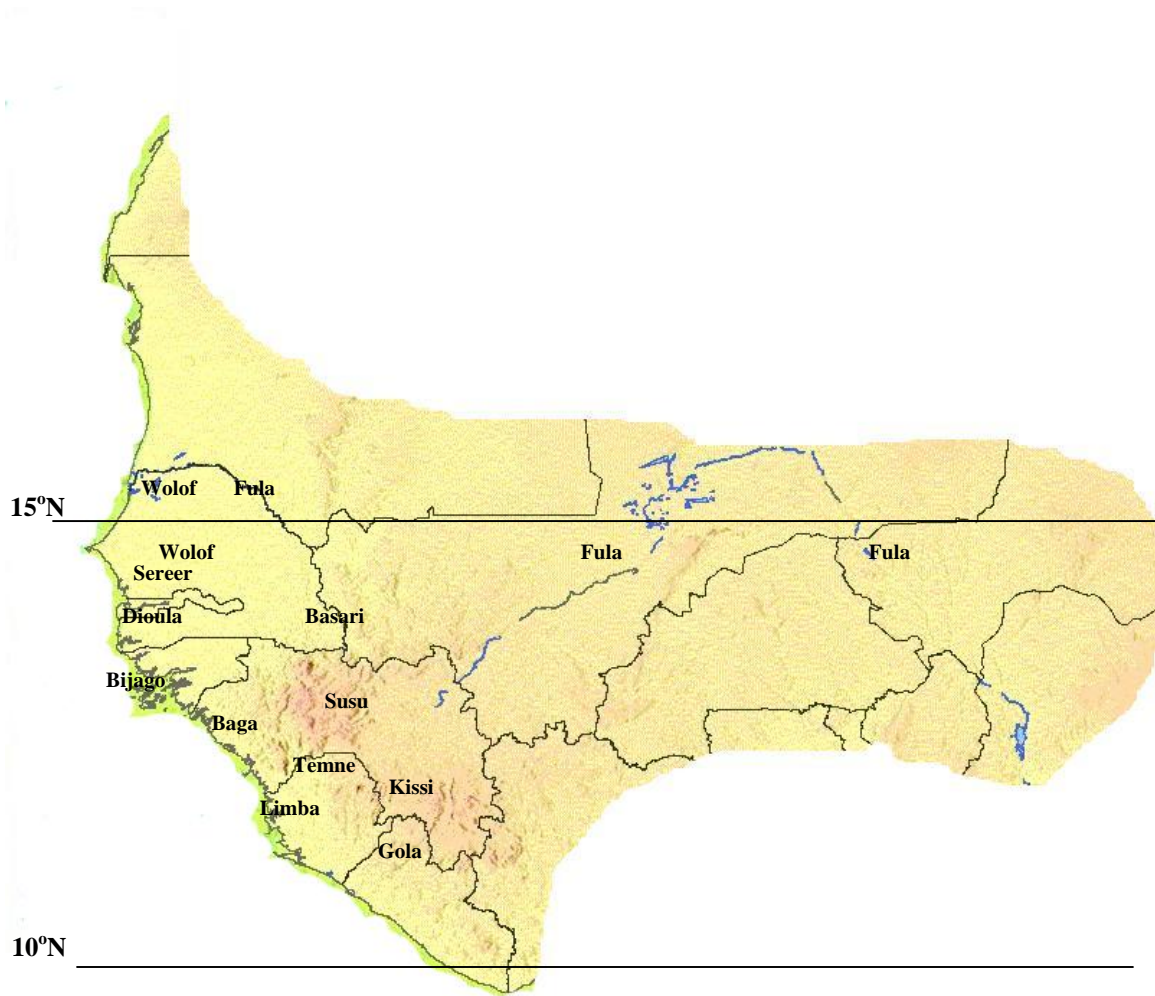 Wolof Fula
15°N
Wolof Fula Fula
Sereer
Dioula Basari
Bijago
Susu
Baga
Temne
Kissi
Limba
Gola
10°N